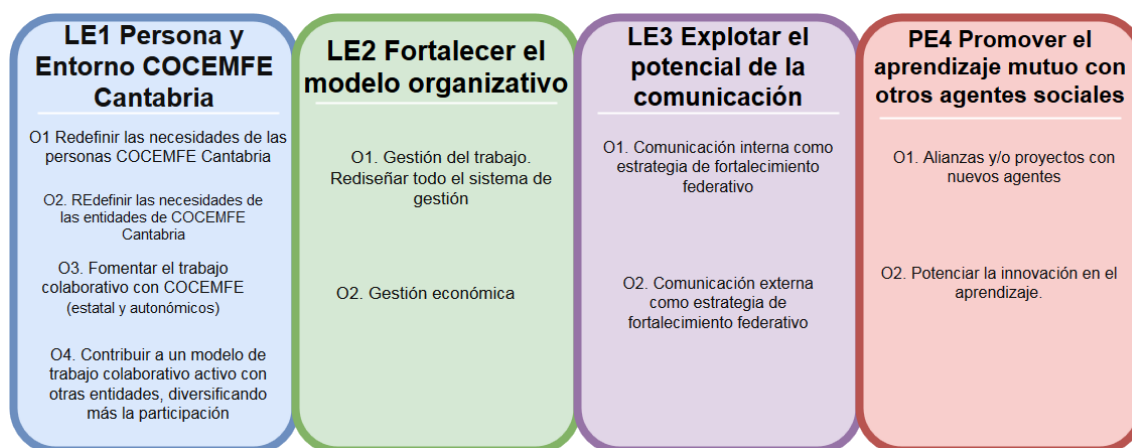 LE1 Persona y
Entorno COCEMFE
Cantabria
O1 Redefinir las necesidades de las
personas COCEMFE Cantabria
O2. REdefinir las necesidades de
las entidades de COCEMFE
Cantabria
O3. Fomentar el trabajo
colaborativo con COCEMFE
(estatal y autonómicos)
O4. Contribuir a un modelo de
trabajo colaborativo activo con
otras entidades, diversificando
más la participación
LE2 Fortalecer el
modelo organizativo
O1. Gestión del trabajo.
Rediseñar todo el sistema de
gestión
O2. Gestión económica
LE3 Explotar el
potencial de la
comunicación
O1. Comunicación interna como
estrategia de fortalecimiento
federativo
O2. Comunicación externa
como estrategia de
fortalecimiento federativo
PE4 Promover el
aprendizaje mutuo con
otros agentes sociales
O1. Alianzas y/o proyectos con
nuevos agentes
O2. Potenciar la innovación en el
aprendizaje.